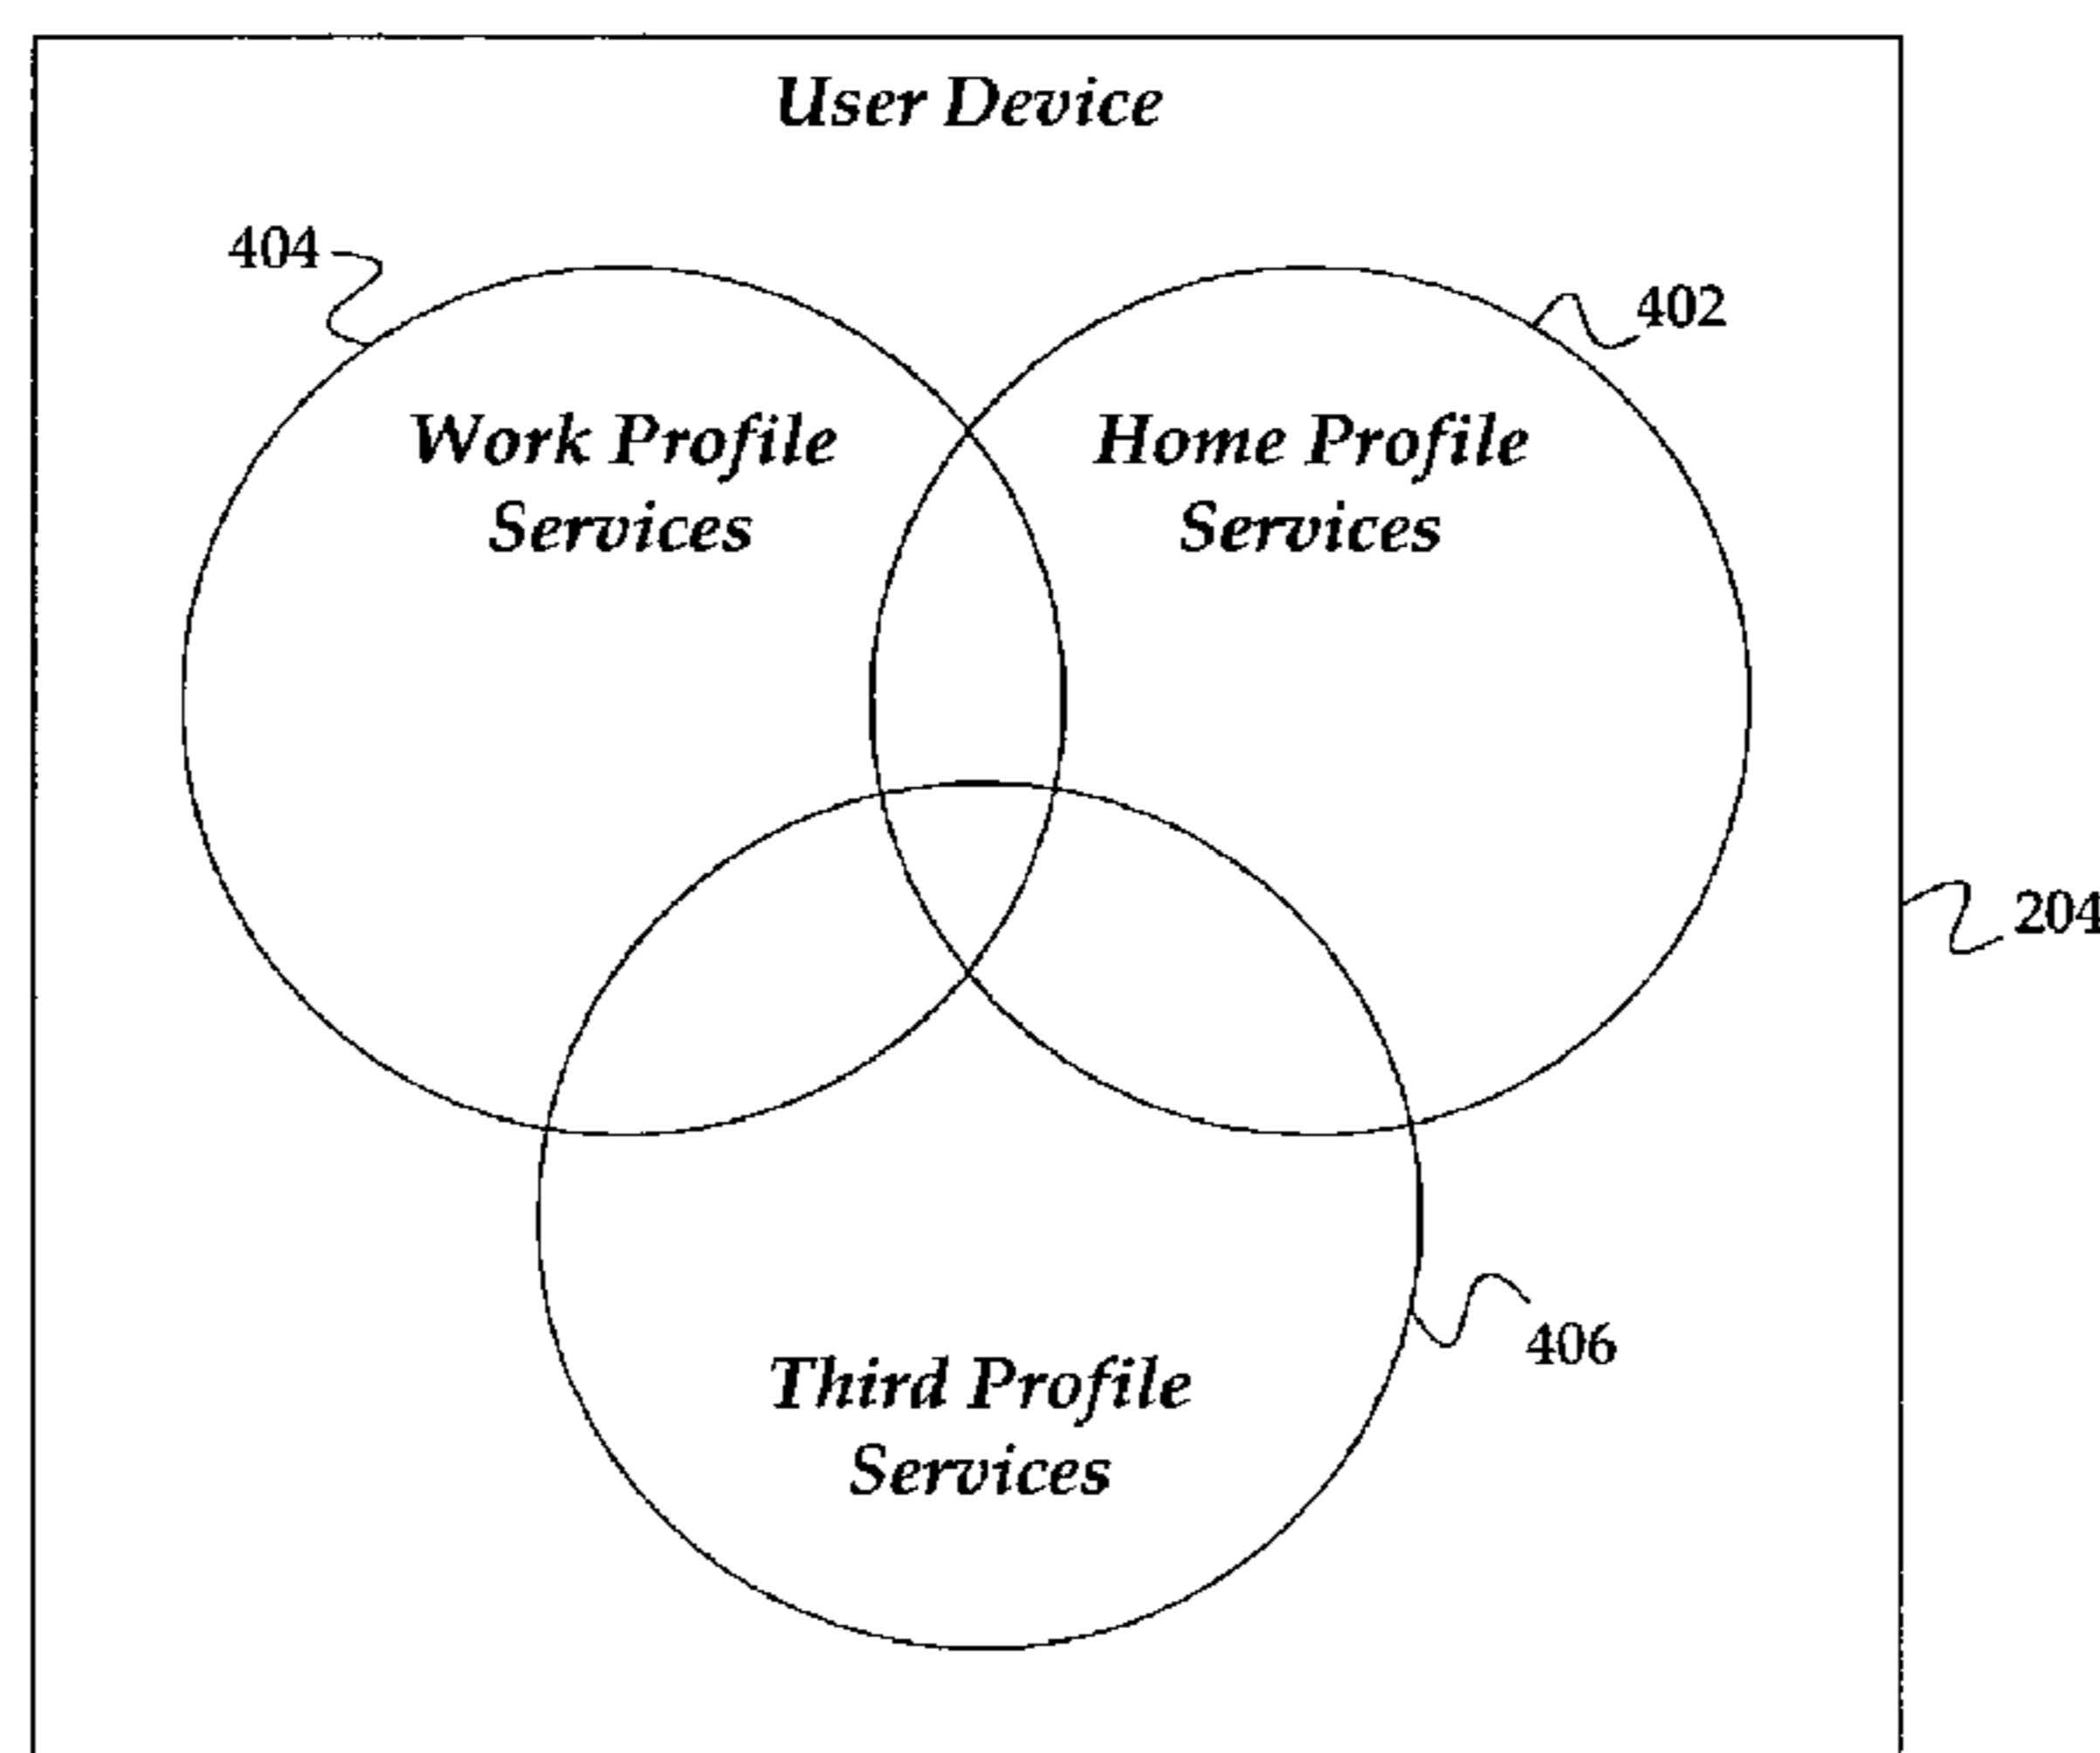 User Device
404
402
Work Profile
Services
Home Profile
Services
204
406
Third Profile
Services